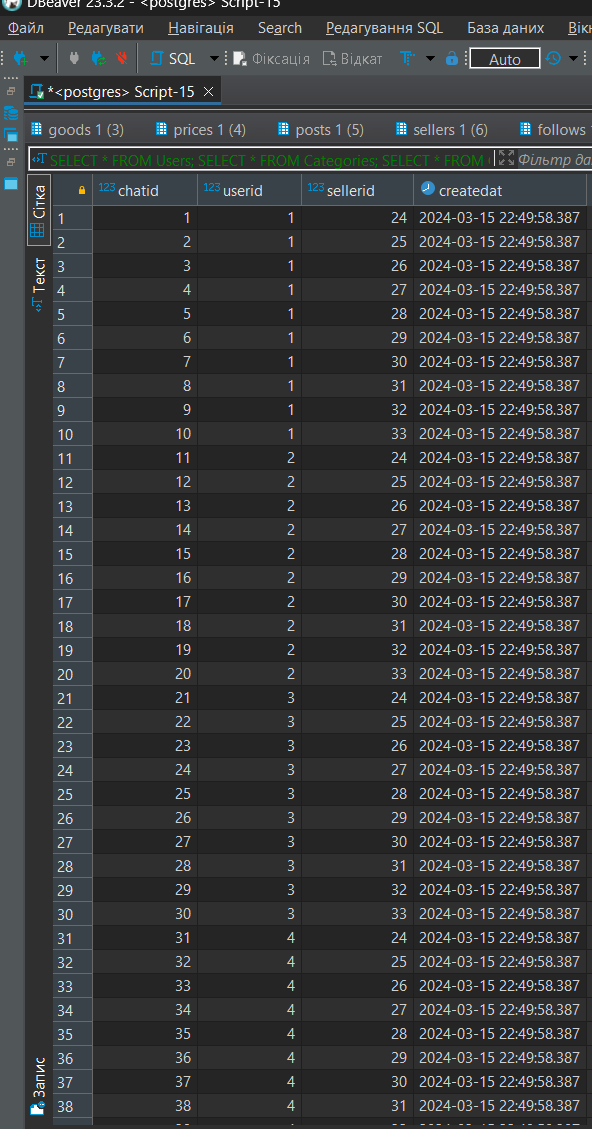 DBeaver 23.3.2 - <postgres> Script-15
Файл Редагувати Навігація Search Редагування SQL База даних Вікн
SQL Фіксація Відкат Auto
*<postgres> Script-15
goods 1 (3) prices 1 (4) posts 1 (5) sellers 1 (6) follows
SELECT * FROM Users; SELECT * FROM Categories; SELECT * FROM Фільтр да
Сітка
Текст
Запис
123 chatid 123 userid 123 sellerid createdat
1 1 1 24 2024-03-15 22:49:58.387
2 2 1 25 2024-03-15 22:49:58.387
3 3 1 26 2024-03-15 22:49:58.387
4 4 1 27 2024-03-15 22:49:58.387
5 5 1 28 2024-03-15 22:49:58.387
6 6 1 29 2024-03-15 22:49:58.387
7 7 1 30 2024-03-15 22:49:58.387
8 8 1 31 2024-03-15 22:49:58.387
9 9 1 32 2024-03-15 22:49:58.387
10 10 1 33 2024-03-15 22:49:58.387
11 11 2 24 2024-03-15 22:49:58.387
12 12 2 25 2024-03-15 22:49:58.387
13 13 2 26 2024-03-15 22:49:58.387
14 14 2 27 2024-03-15 22:49:58.387
15 15 2 28 2024-03-15 22:49:58.387
16 16 2 29 2024-03-15 22:49:58.387
17 17 2 30 2024-03-15 22:49:58.387
18 18 2 31 2024-03-15 22:49:58.387
19 19 2 32 2024-03-15 22:49:58.387
20 20 2 33 2024-03-15 22:49:58.387
21 21 3 24 2024-03-15 22:49:58.387
22 22 3 25 2024-03-15 22:49:58.387
23 23 3 26 2024-03-15 22:49:58.387
24 24 3 27 2024-03-15 22:49:58.387
25 25 3 28 2024-03-15 22:49:58.387
26 26 3 29 2024-03-15 22:49:58.387
27 27 3 30 2024-03-15 22:49:58.387
28 28 3 31 2024-03-15 22:49:58.387
29 29 3 32 2024-03-15 22:49:58.387
30 30 3 33 2024-03-15 22:49:58.387
31 31 4 24 2024-03-15 22:49:58.387
32 32 4 25 2024-03-15 22:49:58.387
33 33 4 26 2024-03-15 22:49:58.387
34 34 4 27 2024-03-15 22:49:58.387
35 35 4 28 2024-03-15 22:49:58.387
36 36 4 29 2024-03-15 22:49:58.387
37 37 4 30 2024-03-15 22:49:58.387
38 38 4 31 2024-03-15 22:49:58.387